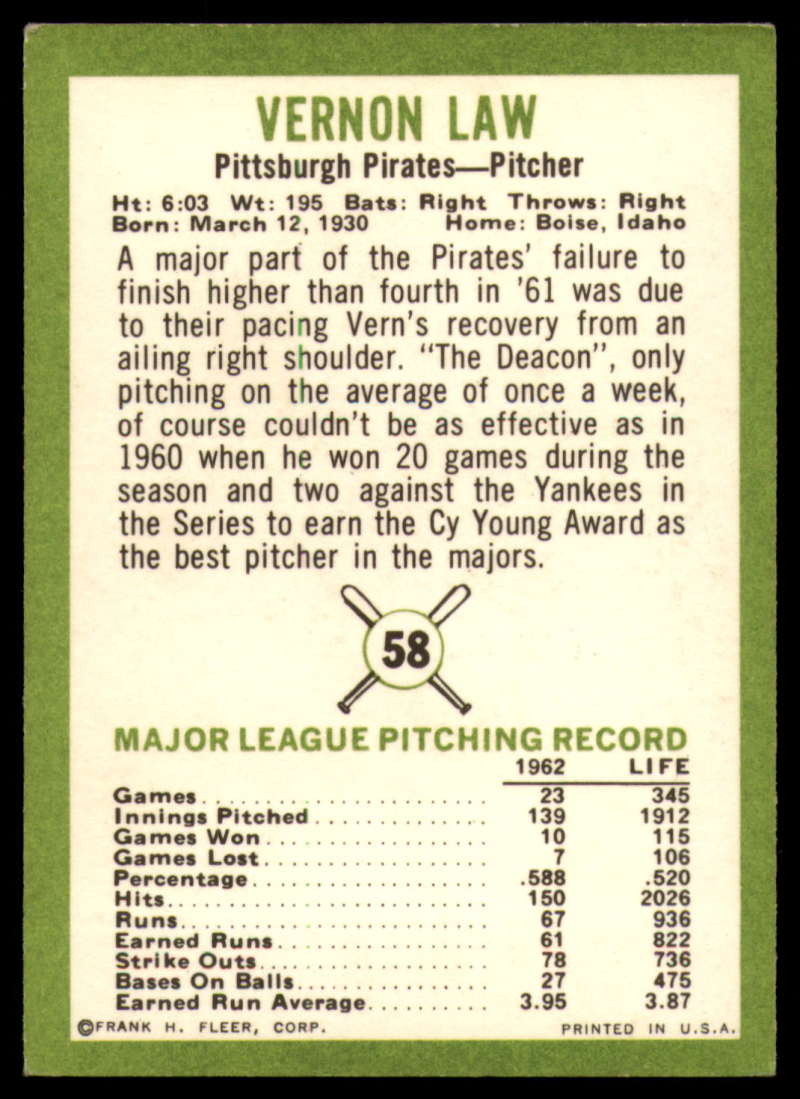 VERNON LAW
Pittsburgh Pirates—Pitcher
Ht: 6:03 Wt: 195 Bats: Right Throws: Right
Born: March 12, 1930 Home: Boise, Idaho
A major part of the Pirates' failure to
finish higher than fourth in '61 was due
to their pacing Vern's recovery from an
ailing right shoulder. "The Deacon", only
pitching on the average of once a week,
of course couldn't be as effective as in
1960 when he won 20 games during the
season and two against the Yankees in
the Series to earn the Cy Young Award as
the best pitcher in the majors.
58
MAJOR LEAGUE PITCHING RECORD
1962 LIFE
Games 23 345
Innings Pitched 139 1912
Games Won 10 115
Games Lost 7 106
Percentage .588 .520
Hits 150 2026
Runs 67 936
Earned Runs 61 822
Strike Outs 78 736
Bases On Balls 27 475
Earned Run Average 3.95 3.87
©FRANK H. FLEER, CORP. PRINTED IN U.S.A.